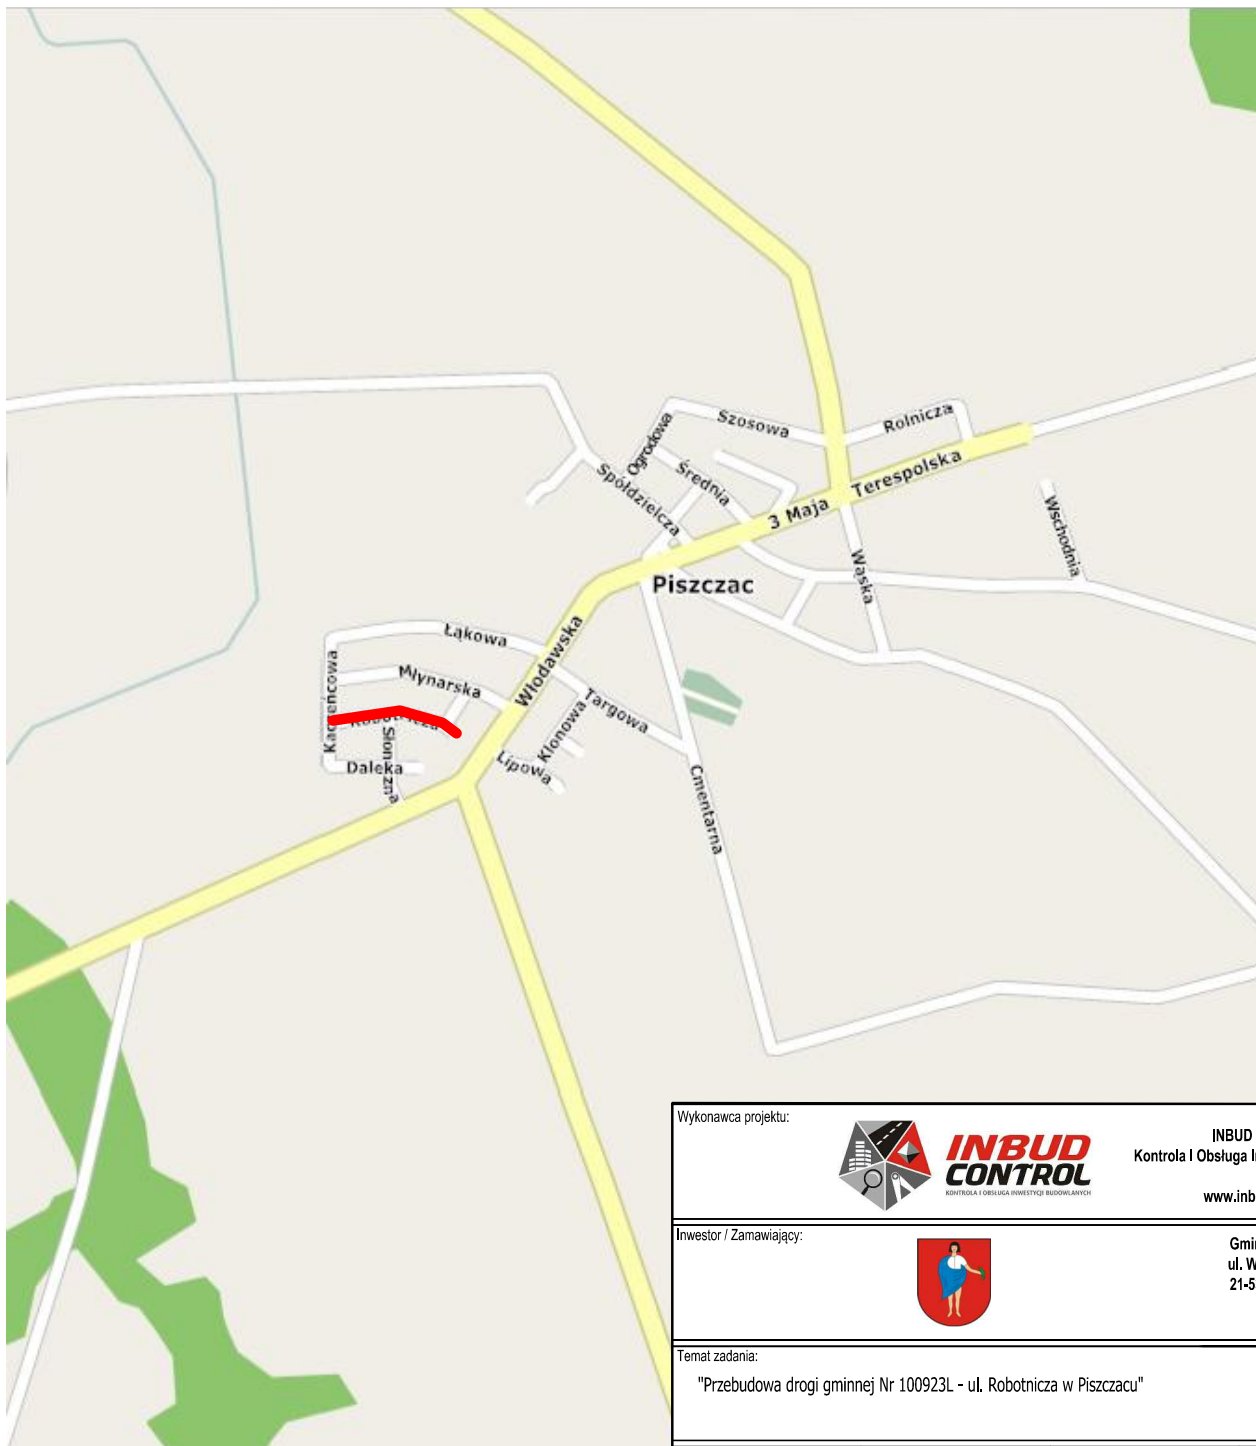 Szosowa
Rolnicza
Ogrodowa
Średnia
Spółdzielcza
3 Maja
Terespolska
Wschodnia
Wąska
Piszczac
Łąkowa
Włodawska
Młynarska
Targowa
Klonowa
Lipowa
Daleka
Cmentarna
Wykonawca projektu:
INBUD
CONTROL
KONTROLA I OBSŁUGA INWESTYCJI BUDOWLANYCH
INBUD
Kontrola I Obsługa
www.inb
Inwestor / Zamawiający:
Gmi
ul. W
21-5
Temat zadania:
"Przebudowa drogi gminnej Nr 100923L - ul. Robotnicza w Piszczacu"